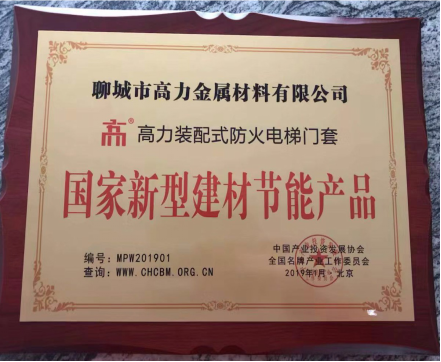 聊城市高力金属材料有限公司
高® 高力装配式防火电梯门套
国家新型建材节能产品
编号：MPW201901
查询：WWW.CHCBM.ORG.CN
中国产业投资发展协会
全国名牌产业工作委员会
2019年1月·北京